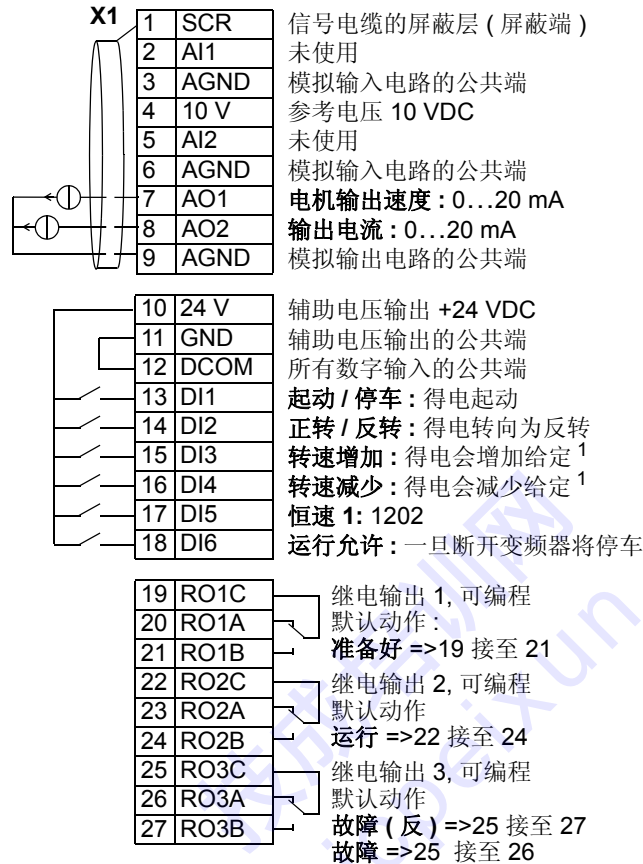 X1
1 SCR 信号电缆的屏蔽层 ( 屏蔽端 )
2 AI1 未使用
3 AGND 模拟输入电路的公共端
4 10 V 参考电压 10 VDC
5 AI2 未使用
6 AGND 模拟输入电路的公共端
7 AO1 电机输出速度 : 0…20 mA
8 AO2 输出电流 : 0…20 mA
9 AGND 模拟输出电路的公共端
10 24 V 辅助电压输出 +24 VDC
11 GND 辅助电压输出的公共端
12 DCOM 所有数字输入的公共端
13 DI1 起动 / 停车 : 得电起动
14 DI2 正转 / 反转 : 得电转向为反转
15 DI3 转速增加 : 得电会增加给定 1
16 DI4 转速减少 : 得电会减少给定 1
17 DI5 恒速 1: 1202
18 DI6 运行允许 : 一旦断开变频器将停车
19 RO1C 继电输出 1, 可编程
20 RO1A 默认动作 :
21 RO1B 准备好 =>19 接至 21
22 RO2C 继电输出 2, 可编程
23 RO2A 默认动作
24 RO2B 运行 =>22 接至 24
25 RO3C 继电输出 3, 可编程
26 RO3A 默认动作
27 RO3B 故障 ( 反 ) =>25 接至 27
故障 =>25 接至 26